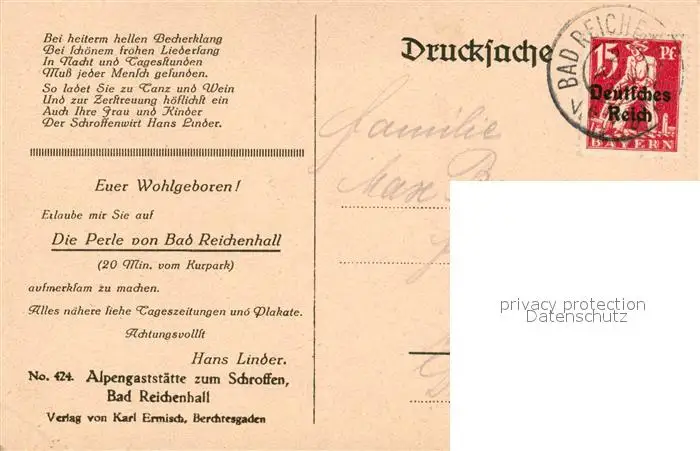 Bei heiterm hellen Becherklang
Bei schönem frohen Liedersang
In Nacht und Tagesstunden
Muß jeder Mensch gesunden.
So ladet Sie zu Tanz und Wein
Und zur Zerstreuung höflichst ein
Auch Ihre Frau und Kinder
Der Schroffenwirt Hans Linder.
Euer Wohlgeboren!
Erlaube mir Sie auf
Die Perle von Bad Reichenhall
(20 Min. vom Kurpark)
aufmerksam zu machen.
Alles nähere siehe Tageszeitungen und Plakate.
Achtungsvollst
Hans Linder.
No. 424. Alpengaststätte zum Schroffen,
Bad Reichenhall
Verlag von Karl Ermisch, Berchtesgaden
Drucksache
BAD REICHE
15 Pf
Deutsches
Reich
BAYERN
Familie
Max
privacy protection
Datenschutz